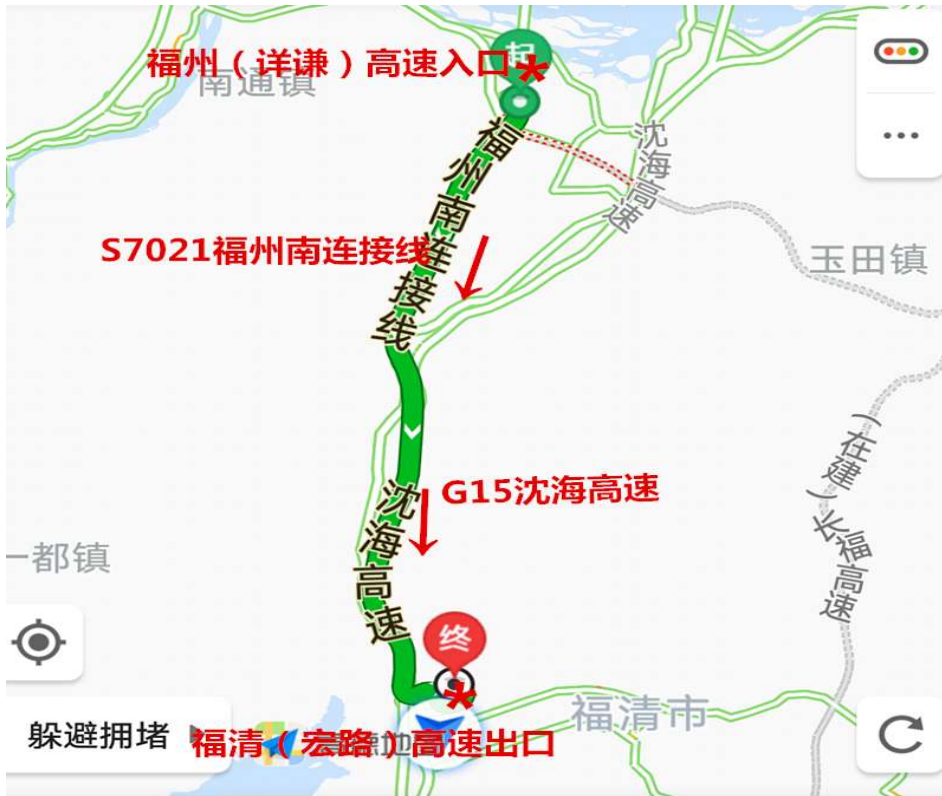 福州（详谦）高速入口
起
南通镇
沈海高速
福州南连接线
S7021福州南连接线
玉田镇
G15沈海高速
沈海高速
（在建）长福高速
一都镇
终
福清市
躲避拥堵
福清（宏路）高速出口